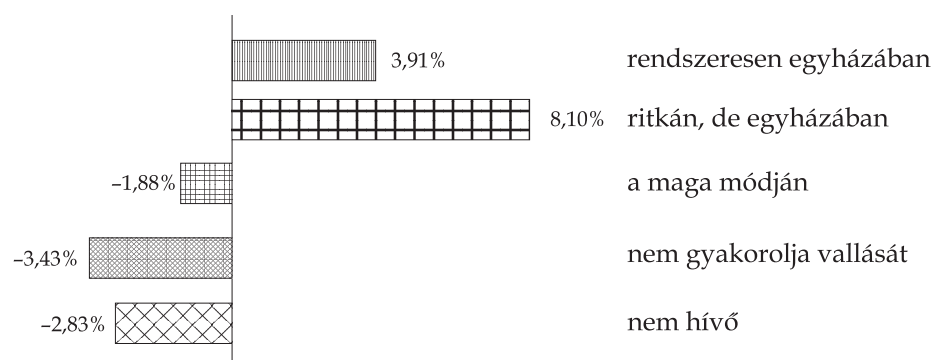 3,91% rendszeresen egyházában
8,10% ritkán, de egyházában
–1,88% a maga módján
–3,43% nem gyakorolja vallását
–2,83% nem hívő